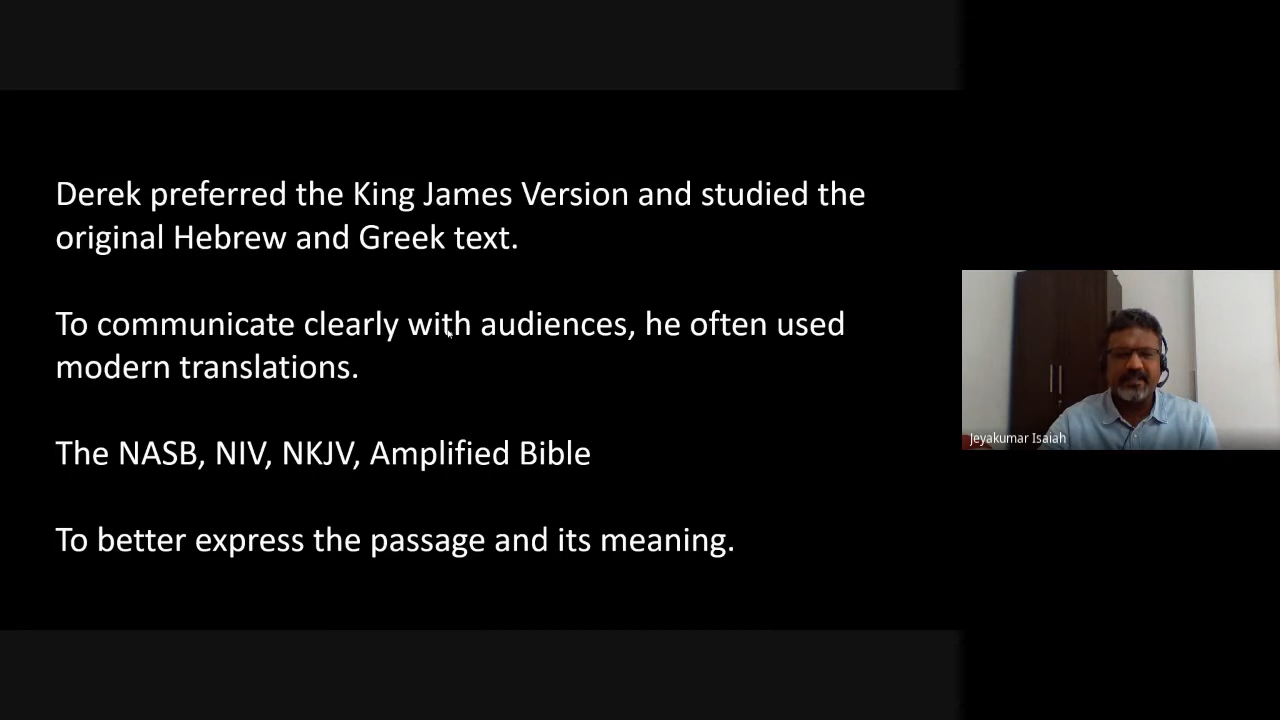 Derek preferred the King James Version and studied the
original Hebrew and Greek text.
To communicate clearly with audiences, he often used
modern translations.
The NASB, NIV, NKJV, Amplified Bible
To better express the passage and its meaning.
Jeyakumar Isaiah